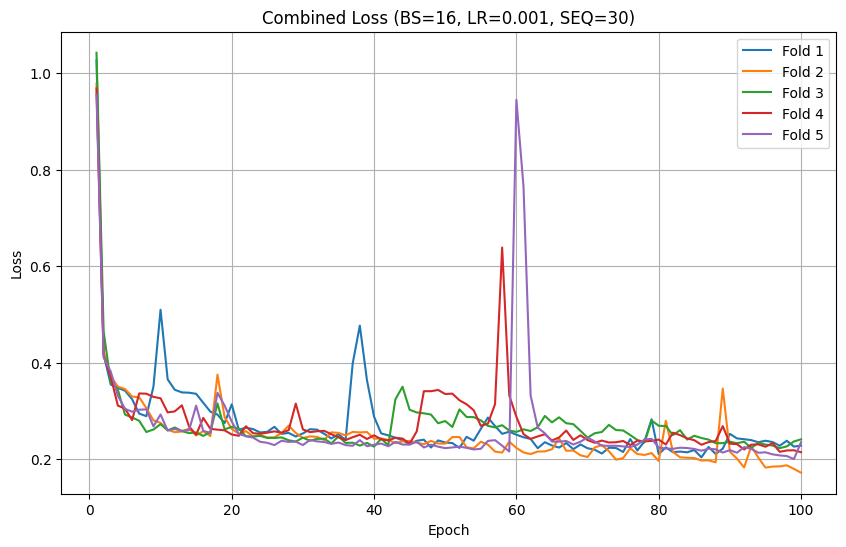 Combined Loss (BS=16, LR=0.001, SEQ=30)
Fold 1
Fold 2
Fold 3
Fold 4
Fold 5
Loss
1.0
0.8
0.6
0.4
0.2
0 20 40 60 80 100
Epoch